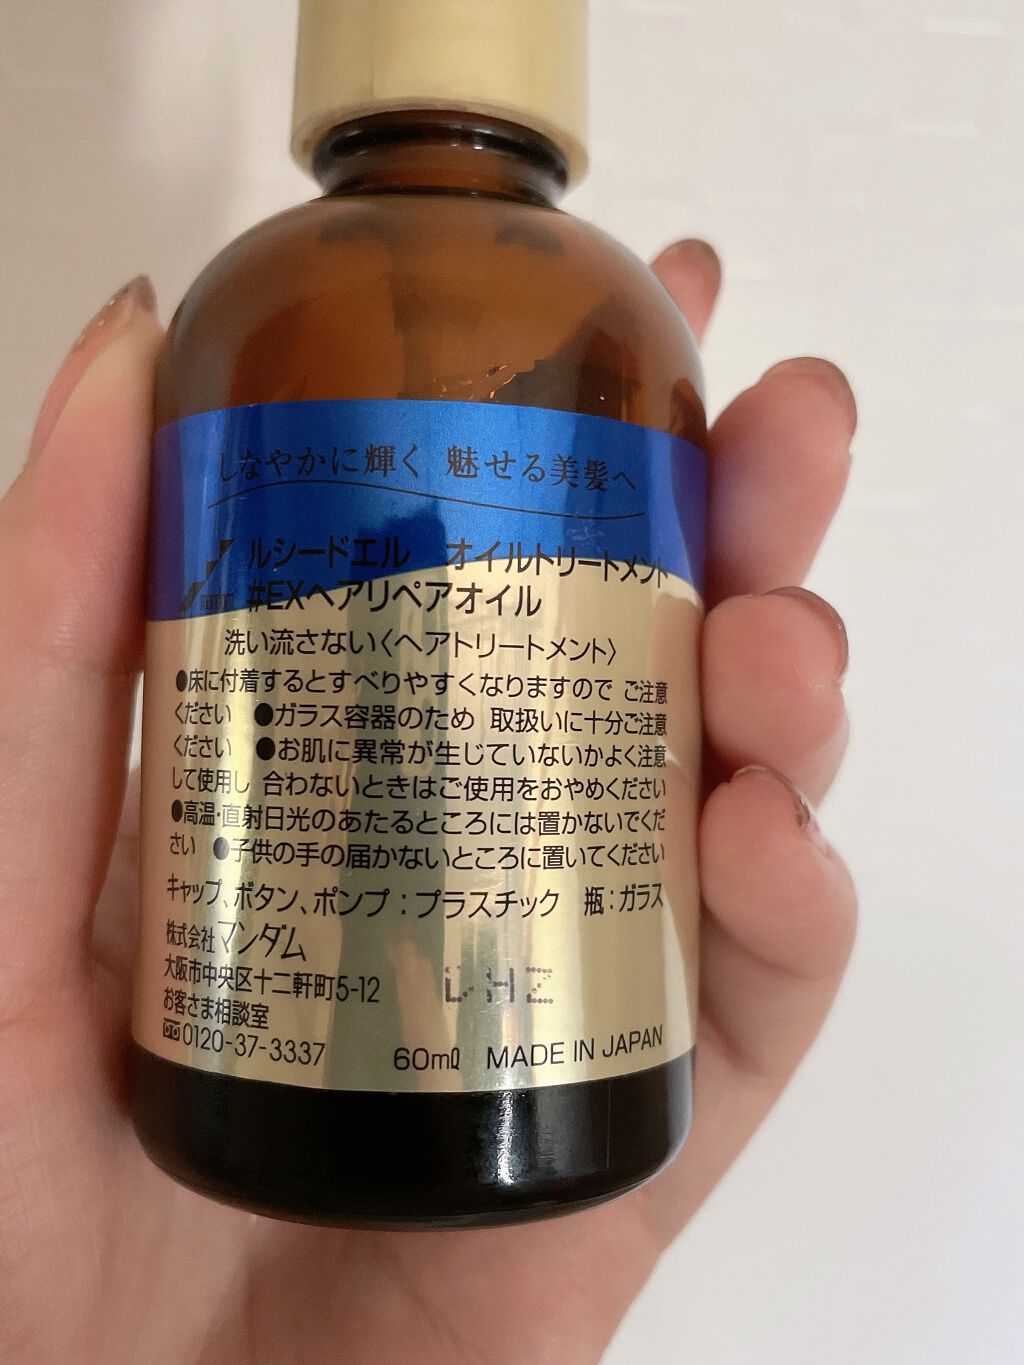 しなやかに輝く 魅せる美髪へ
ルシードエル オイルトリートメント
#EXヘアリペアオイル
洗い流さない〈ヘアトリートメント〉
●床に付着するとすべりやすくなりますので ご注意
ください ●ガラス容器のため 取扱いに十分ご注意
ください ●お肌に異常が生じていないかよく注意
して使用し 合わないときはご使用をおやめください
●高温・直射日光のあたるところには置かないでくだ
さい ●子供の手の届かないところに置いてください
キャップ、ボタン、ポンプ：プラスチック 瓶：ガラス
株式会社マンダム
大阪市中央区十二軒町5-12
お客さま相談室
0120-37-3337
60mℓ MADE IN JAPAN